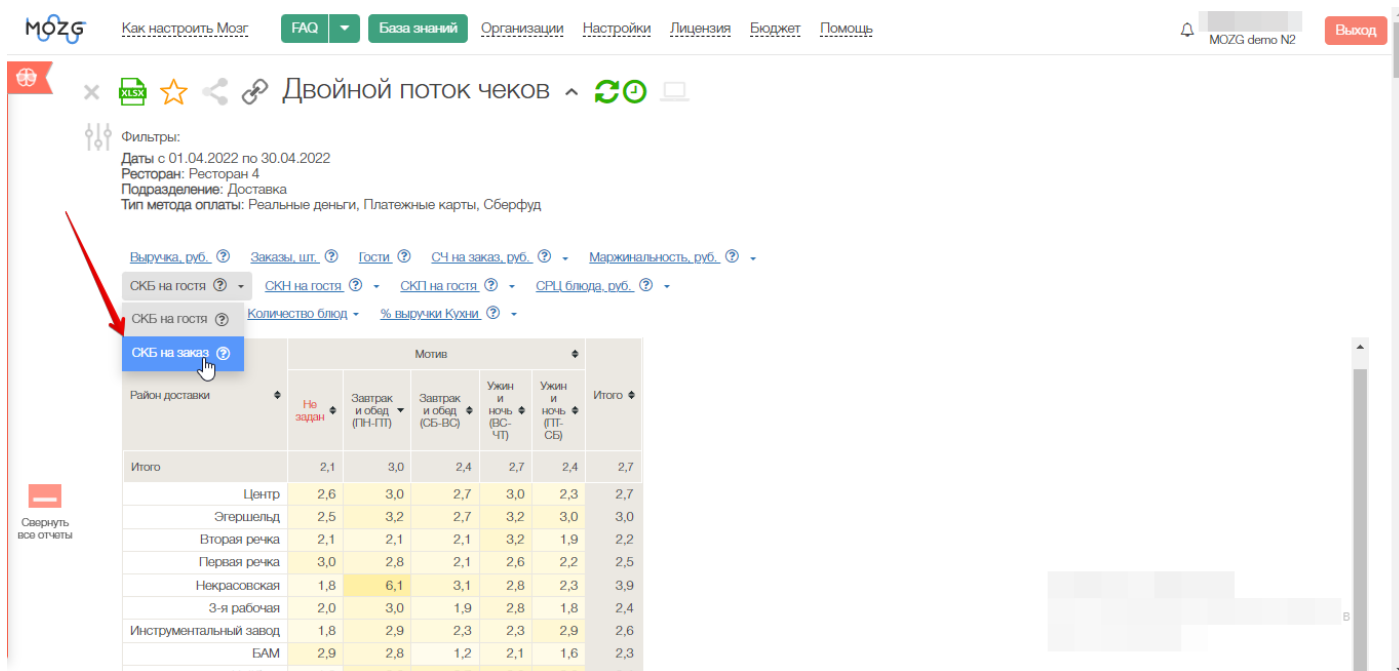 MOZG Как настроить Мозг FAQ База знаний Организации Настройки Лицензия Бюджет Помощь MOZG demo N2 Выход
XLSX Двойной поток чеков
Фильтры:
Даты с 01.04.2022 по 30.04.2022
Ресторан: Ресторан 4
Подразделение: Доставка
Тип метода оплаты: Реальные деньги, Платежные карты, Сберфуд
Выручка, руб. ? Заказы, шт. ? Гости ? СЧ на заказ, руб. ? Маржинальность, руб. ?
СКБ на гостя ? СКН на гостя ? СКП на гостя ? СРЦ блюда, руб. ?
СКБ на гостя ? Количество блюд % выручки Кухни ?
СКБ на заказ ? Мотив
Район доставки Не задан Завтрак и обед (ПН-ПТ) Завтрак и обед (СБ-ВС) Ужин и ночь (ВС-ЧТ) Ужин и ночь (ПТ-СБ) Итого
Итого 2,1 3,0 2,4 2,7 2,4 2,7
Центр 2,6 3,0 2,7 3,0 2,3 2,7
Эгершельд 2,5 3,2 2,7 3,2 3,0 3,0
Вторая речка 2,1 2,1 2,1 3,2 1,9 2,2
Первая речка 3,0 2,8 2,1 2,6 2,2 2,5
Некрасовская 1,8 6,1 3,1 2,8 2,3 3,9
3-я рабочая 2,0 3,0 1,9 2,8 1,8 2,4
Инструментальный завод 1,8 2,9 2,3 2,3 2,9 2,6
БАМ 2,9 2,8 1,2 2,1 1,6 2,3
Свернуть
все отчеты
в